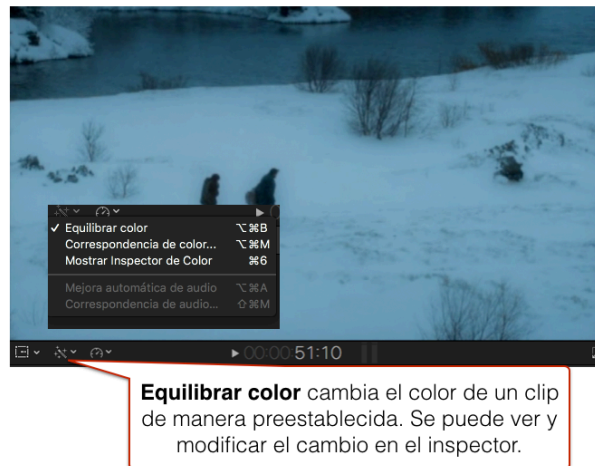 ✓ Equilibrar color ⌥⌘B
Correspondencia de color... ⌥⌘M
Mostrar Inspector de Color ⌘6
Mejora automática de audio ⌥⌘A
Correspondencia de audio... ⇧⌘M
00:00:51:10
Equilibrar color cambia el color de un clip
de manera preestablecida. Se puede ver y
modificar el cambio en el inspector.